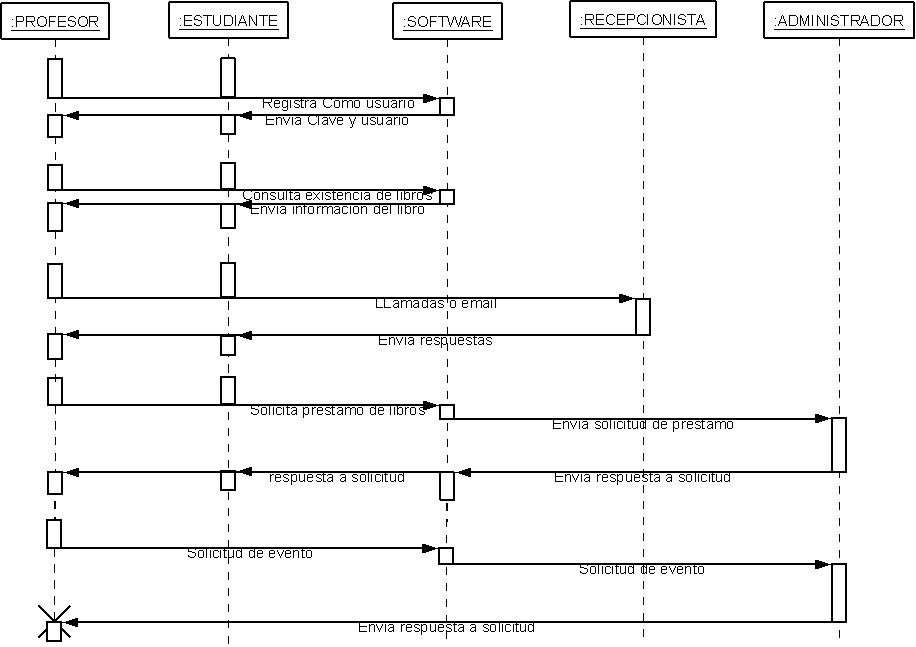 :PROFESOR
:ESTUDIANTE
:SOFTWARE
:RECEPCIONISTA
:ADMINISTRADOR
Registra Como usuario
Envia Clave y usuario
Consulta existencia de libros
Envia informacion del libro
LLamadas o email
Envia respuestas
Solicita prestamo de libros
Envia solicitud de prestamo
respuesta a solicitud
Envia respuesta a solicitud
Solicitud de evento
Solicitud de evento
Envia respuesta a solicitud